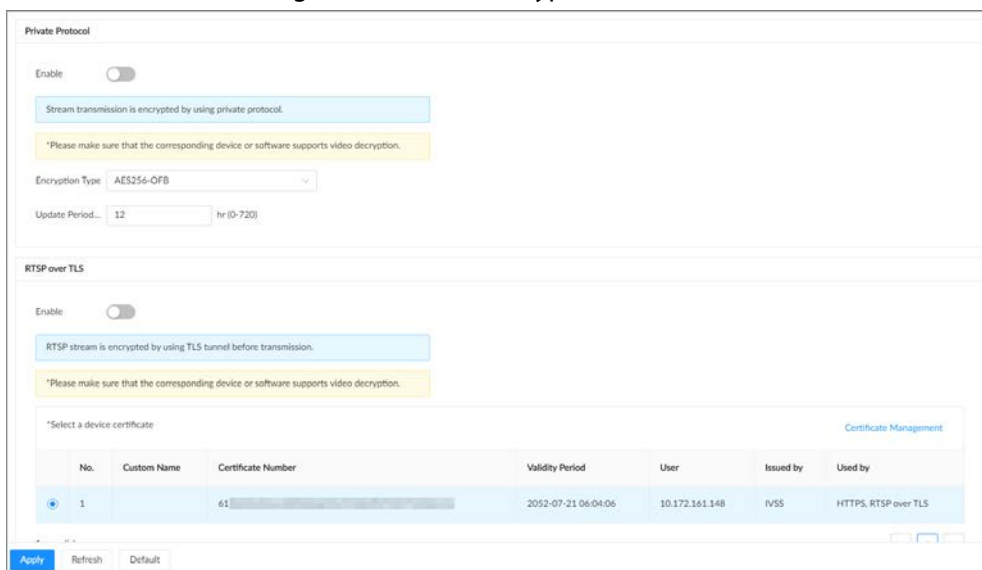 Private Protocol
Enable
Stream transmission is encrypted by using private protocol.
*Please make sure that the corresponding device or software supports video decryption.
Encryption Type AES256-OFB
Update Period... 12 hr (0-720)
RTSP over TLS
Enable
RTSP stream is encrypted by using TLS tunnel before transmission.
*Please make sure that the corresponding device or software supports video decryption.
*Select a device certificate Certificate Management
No. Custom Name Certificate Number Validity Period User Issued by Used by
1 61 2052-07-21 06:04:06 10.172.161.148 IVSS HTTPS, RTSP over TLS
Apply Refresh Default